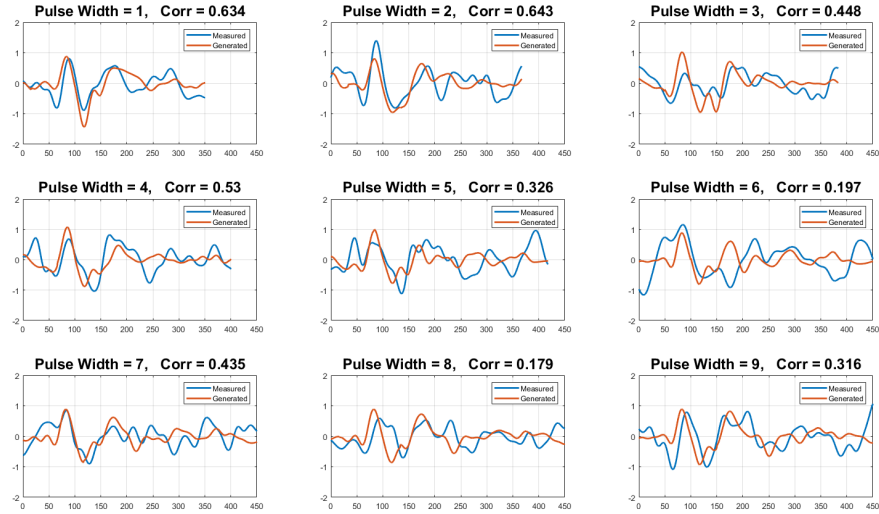 Pulse Width = 1, Corr = 0.634
2
1
0
-1
-2
0 50 100 150 200 250 300 350 400 450
Measured
Generated
Pulse Width = 2, Corr = 0.643
2
1
0
-1
-2
0 50 100 150 200 250 300 350 400 450
Measured
Generated
Pulse Width = 3, Corr = 0.448
2
1
0
-1
-2
0 50 100 150 200 250 300 350 400 450
Measured
Generated
Pulse Width = 4, Corr = 0.53
2
1
0
-1
-2
0 50 100 150 200 250 300 350 400 450
Measured
Generated
Pulse Width = 5, Corr = 0.326
2
1
0
-1
-2
0 50 100 150 200 250 300 350 400 450
Measured
Generated
Pulse Width = 6, Corr = 0.197
2
1
0
-1
-2
0 50 100 150 200 250 300 350 400 450
Measured
Generated
Pulse Width = 7, Corr = 0.435
2
1
0
-1
-2
0 50 100 150 200 250 300 350 400 450
Measured
Generated
Pulse Width = 8, Corr = 0.179
2
1
0
-1
-2
0 50 100 150 200 250 300 350 400 450
Measured
Generated
Pulse Width = 9, Corr = 0.316
2
1
0
-1
-2
0 50 100 150 200 250 300 350 400 450
Measured
Generated